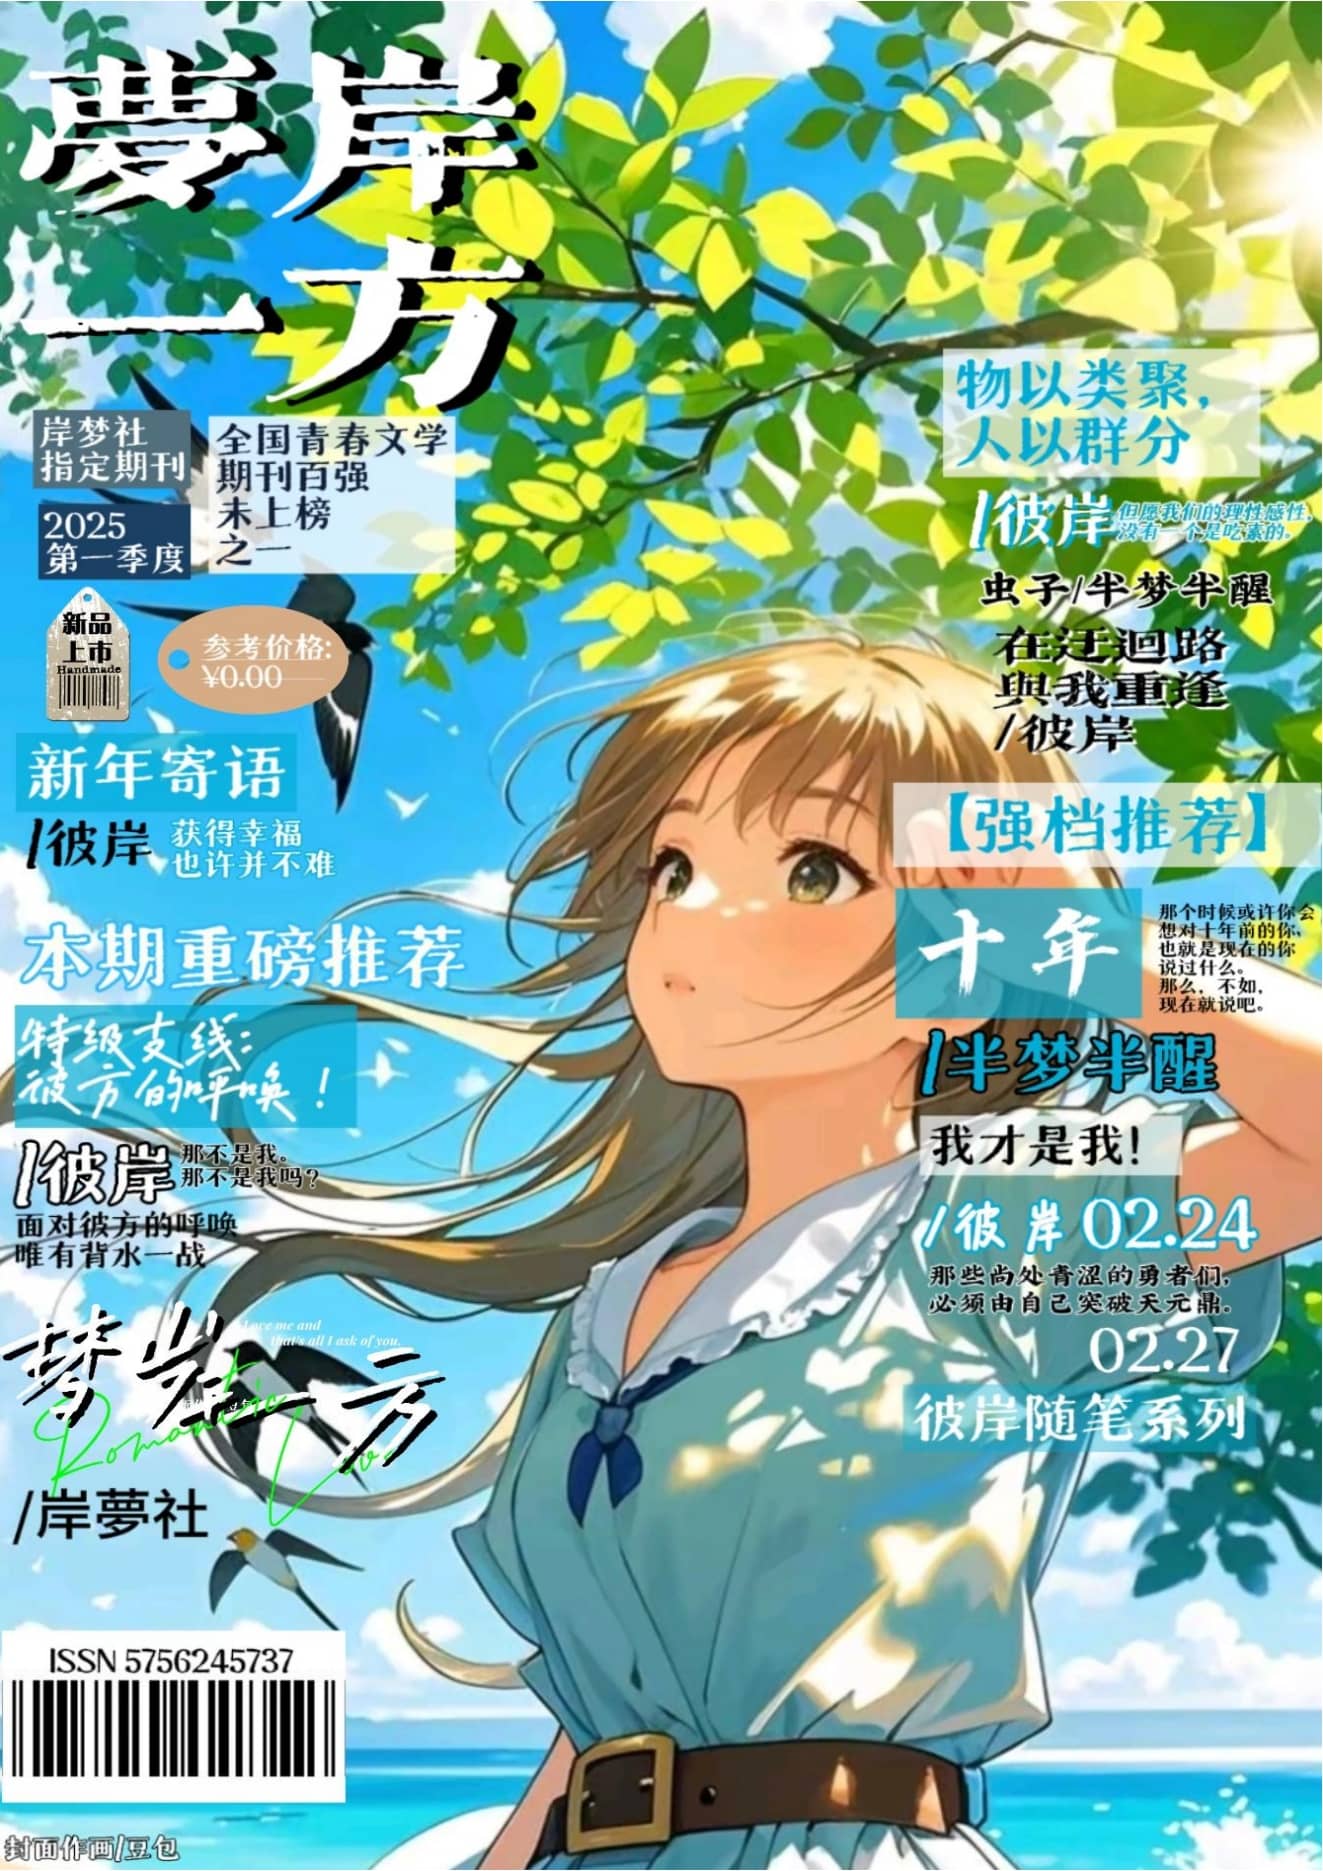 夢岸
一方
岸梦社
指定期刊
2025
第一季度
全国青春文学
期刊百强
未上榜
之一
新品
上市
Handmade
参考价格:
¥0.00
新年寄语
/彼岸
获得幸福
也许并不难
本期重磅推荐
特级支线:
彼方的呼唤!
/彼岸
那不是我。
那不是我吗?
面对彼方的呼唤
唯有背水一战
梦岸一方
Love me and
that's all I ask of you.
Romantic
/岸夢社
ISSN 5756245737
封面作画/豆包
物以类聚,
人以群分
/彼岸
但愿我们的理性感性,
没有一个是吃素的。
虫子/半梦半醒
在迂迴路
與我重逢
/彼岸
【强档推荐】
十年
那个时候或许你会
想对十年前的你、
也就是现在的你
说过什么。
那么,不如,
现在就说吧。
/半梦半醒
我才是我!
/彼岸 02.24
那些尚处青涩的勇者们,
必须由自己突破天元鼎.
02.27
彼岸随笔系列